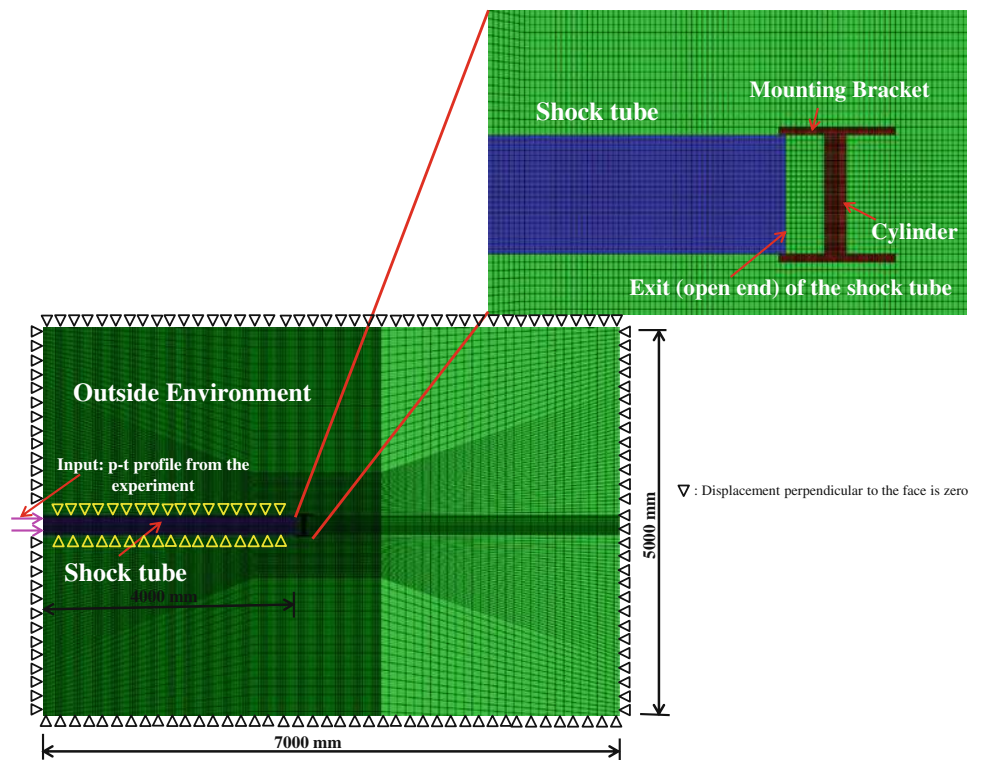 Mounting Bracket
Shock tube
Cylinder
Exit (open end) of the shock tube
Outside Environment
Input: p-t profile from the
experiment
: Displacement perpendicular to the face is zero
5000 mm
Shock tube
4000 mm
7000 mm